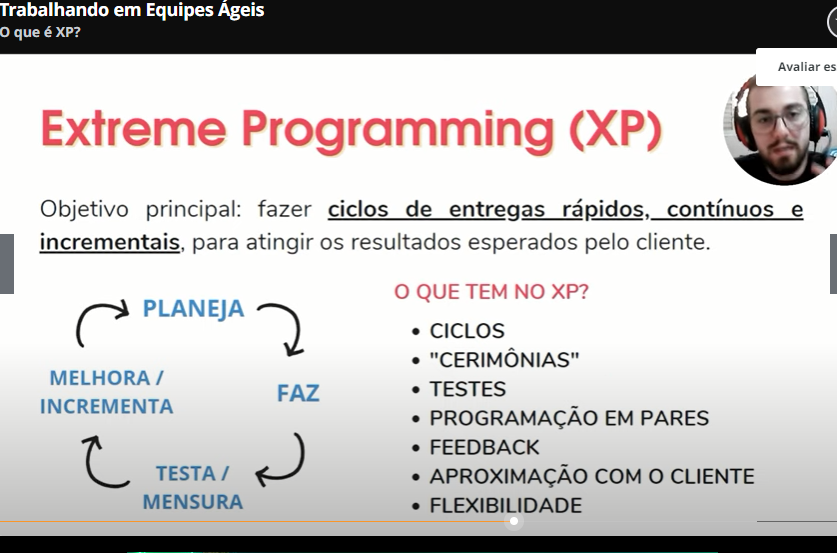 Trabalhando em Equipes Ágeis
O que é XP?
Avaliar es
Extreme Programming (XP)
Objetivo principal: fazer ciclos de entregas rápidos, contínuos e
incrementais, para atingir os resultados esperados pelo cliente.
PLANEJA
FAZ
TESTA /
MENSURA
MELHORA /
INCREMENTA
O QUE TEM NO XP?
• CICLOS
• "CERIMÔNIAS"
• TESTES
• PROGRAMAÇÃO EM PARES
• FEEDBACK
• APROXIMAÇÃO COM O CLIENTE
• FLEXIBILIDADE